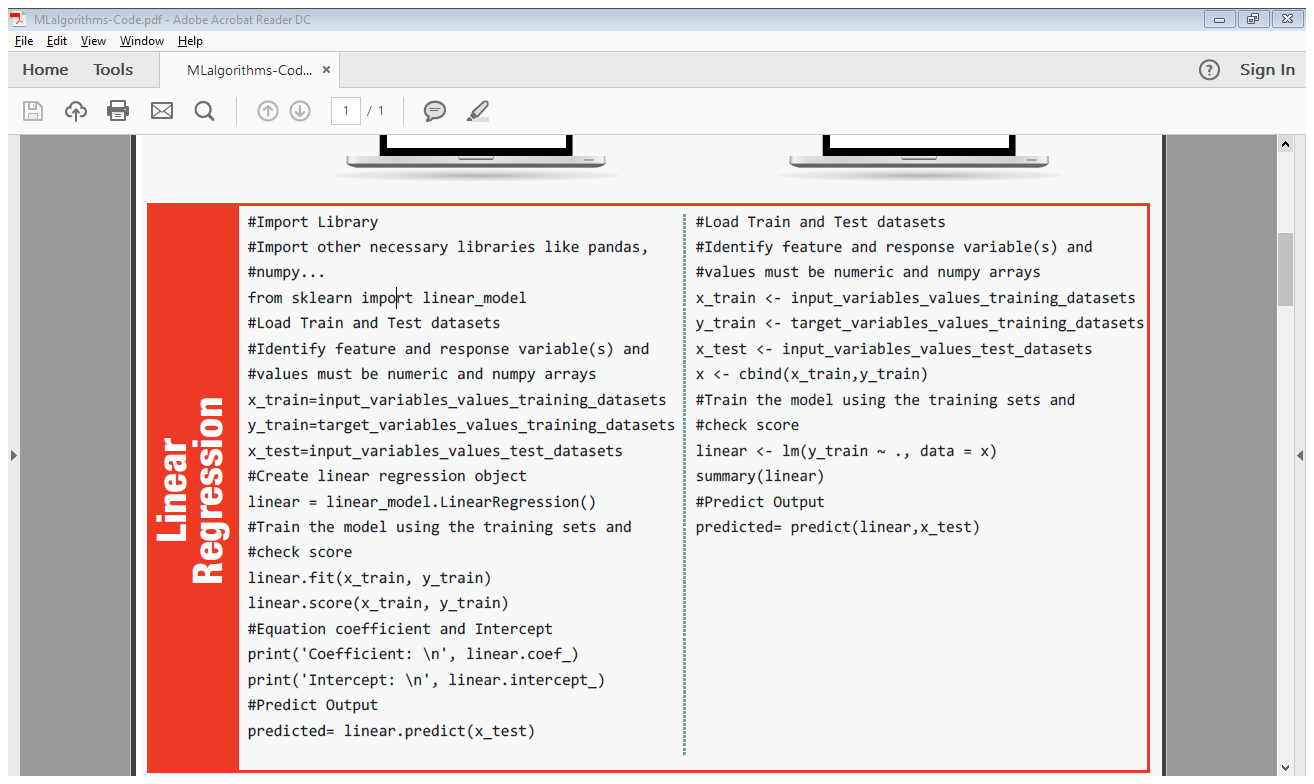 MLalgorithms-Code.pdf - Adobe Acrobat Reader DC
File Edit View Window Help
Home Tools MLalgorithms-Cod... × ? Sign In
1 / 1
Linear
Regression
#Import Library
#Import other necessary libraries like pandas,
#numpy...
from sklearn import linear_model
#Load Train and Test datasets
#Identify feature and response variable(s) and
#values must be numeric and numpy arrays
x_train=input_variables_values_training_datasets
y_train=target_variables_values_training_datasets
x_test=input_variables_values_test_datasets
#Create linear regression object
linear = linear_model.LinearRegression()
#Train the model using the training sets and
#check score
linear.fit(x_train, y_train)
linear.score(x_train, y_train)
#Equation coefficient and Intercept
print('Coefficient: \n', linear.coef_)
print('Intercept: \n', linear.intercept_)
#Predict Output
predicted= linear.predict(x_test)
#Load Train and Test datasets
#Identify feature and response variable(s) and
#values must be numeric and numpy arrays
x_train <- input_variables_values_training_datasets
y_train <- target_variables_values_training_datasets
x_test <- input_variables_values_test_datasets
x <- cbind(x_train,y_train)
#Train the model using the training sets and
#check score
linear <- lm(y_train ~ ., data = x)
summary(linear)
#Predict Output
predicted= predict(linear,x_test)